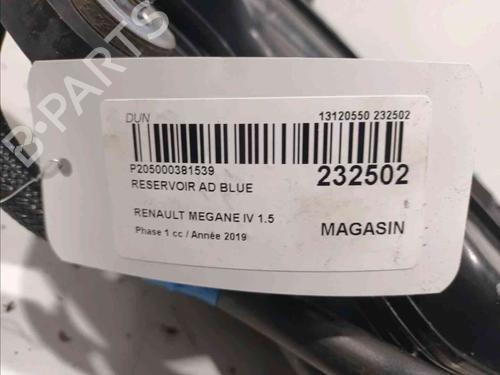 DUN 13120550 232502
P205000381539
RESERVOIR AD BLUE 232502
RENAULT MEGANE IV 1.5
Phase 1 cc / Année 2019 MAGASIN
B-PARTS